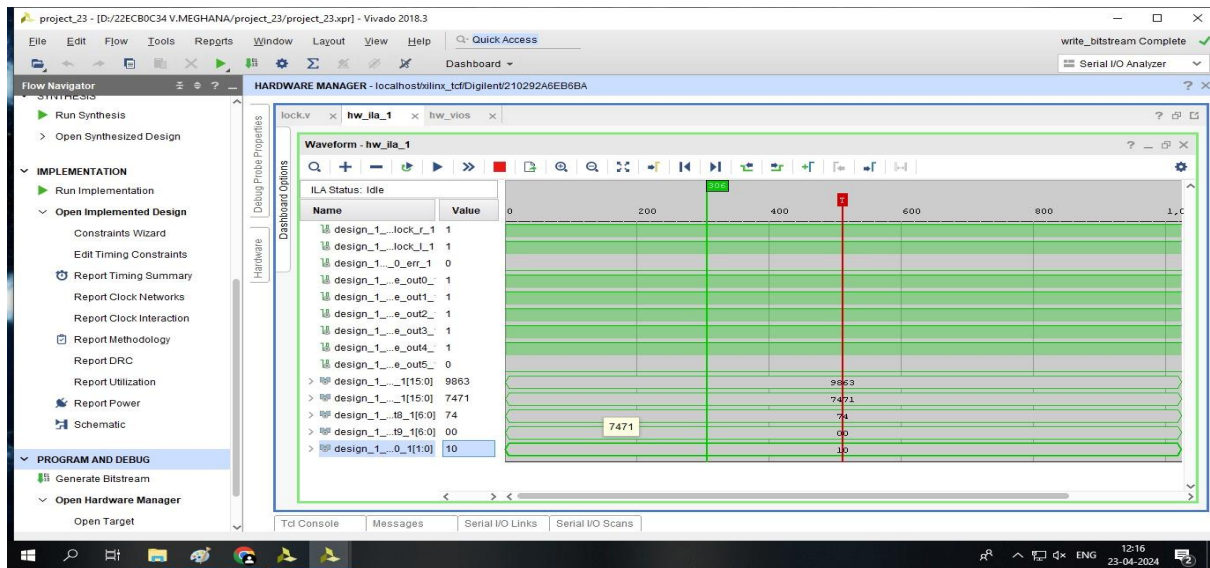 project_23 - [D:/22ECB0C34 V.MEGHANA/project_23/project_23.xpr] - Vivado 2018.3
File Edit Flow Tools Reports Window Layout View Help Quick Access write_bitstream Complete
Dashboard Serial I/O Analyzer
Flow Navigator HARDWARE MANAGER - localhost/xilinx_tcf/Digilent/210292A6EB6BA
SYNTHESIS
Run Synthesis
Open Synthesized Design
IMPLEMENTATION
Run Implementation
Open Implemented Design
Constraints Wizard
Edit Timing Constraints
Report Timing Summary
Report Clock Networks
Report Clock Interaction
Report Methodology
Report DRC
Report Utilization
Report Power
Schematic
PROGRAM AND DEBUG
Generate Bitstream
Open Hardware Manager
Open Target
Debug Probe Properties
Hardware
Dashboard Options
lock.v hw_ila_1 hw_vios
Waveform - hw_ila_1
ILA Status: Idle 306
Name Value 0 200 400 T 600 800 1,0
design_1_...lock_r_1 1
design_1_...lock_l_1 1
design_1..._0_err_1 0
design_1_...e_out0_ 1
design_1_...e_out1_ 1
design_1_...e_out2_ 1
design_1_...e_out3_ 1
design_1_...e_out4_ 1
design_1_...e_out5_ 0
design_1_..._1[15:0] 9863 9863
design_1_..._1[15:0] 7471 7471
design_1_...t8_1[6:0] 74 74
design_1_...t9_1[6:0] 00 00
design_1_...0_1[1:0] 10 10
7471
Tcl Console Messages Serial I/O Links Serial I/O Scans
ENG 12:16
23-04-2024